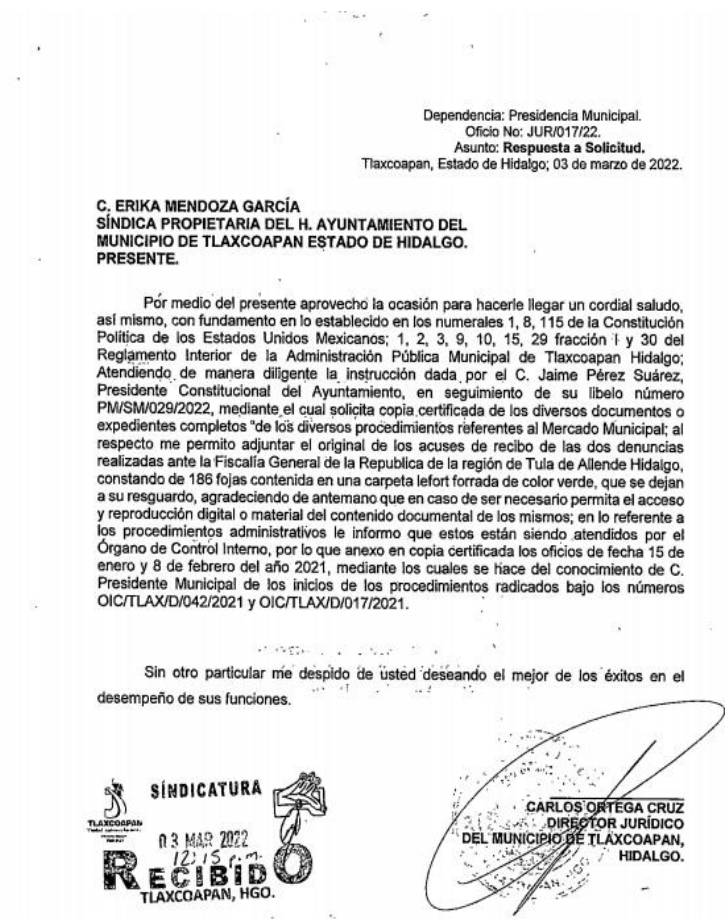 Dependencia: Presidencia Municipal.
Oficio No: JUR/017/22.
Asunto: Respuesta a Solicitud.
Tlaxcoapan, Estado de Hidalgo; 03 de marzo de 2022.
C. ERIKA MENDOZA GARCÍA
SÍNDICA PROPIETARIA DEL H. AYUNTAMIENTO DEL
MUNICIPIO DE TLAXCOAPAN ESTADO DE HIDALGO.
PRESENTE.
Por medio del presente aprovecho la ocasión para hacerle llegar un cordial saludo,
así mismo, con fundamento en lo establecido en los numerales 1, 8, 115 de la Constitución
Política de los Estados Unidos Mexicanos; 1, 2, 3, 9, 10, 15, 29 fracción I y 30 del
Reglamento Interior de la Administración Pública Municipal de Tlaxcoapan Hidalgo;
Atendiendo de manera diligente la instrucción dada por el C. Jaime Pérez Suárez,
Presidente Constitucional del Ayuntamiento, en seguimiento de su libelo número
PM/SM/029/2022, mediante el cual solicita copia certificada de los diversos documentos o
expedientes completos "de los diversos procedimientos referentes al Mercado Municipal; al
respecto me permito adjuntar el original de los acuses de recibo de las dos denuncias
realizadas ante la Fiscalía General de la Republica de la región de Tula de Allende Hidalgo,
constando de 186 fojas contenida en una carpeta lefort forrada de color verde, que se dejan
a su resguardo, agradeciendo de antemano que en caso de ser necesario permita el acceso
y reproducción digital o material del contenido documental de los mismos; en lo referente a
los procedimientos administrativos le informo que estos están siendo atendidos por el
Órgano de Control Interno, por lo que anexo en copia certificada los oficios de fecha 15 de
enero y 8 de febrero del año 2021, mediante los cuales se hace del conocimiento de C.
Presidente Municipal de los inicios de los procedimientos radicados bajo los números
OIC/TLAX/D/042/2021 y OIC/TLAX/D/017/2021.
Sin otro particular me despido de usted deseando el mejor de los éxitos en el
desempeño de sus funciones.
SÍNDICATURA
TLAXCOAPAN
03 MAR 2022
12:15 p.m.
RECIBIDO
TLAXCOAPAN, HGO.
CARLOS ORTEGA CRUZ
DIRECTOR JURÍDICO
DEL MUNICIPIO DE TLAXCOAPAN,
HIDALGO.